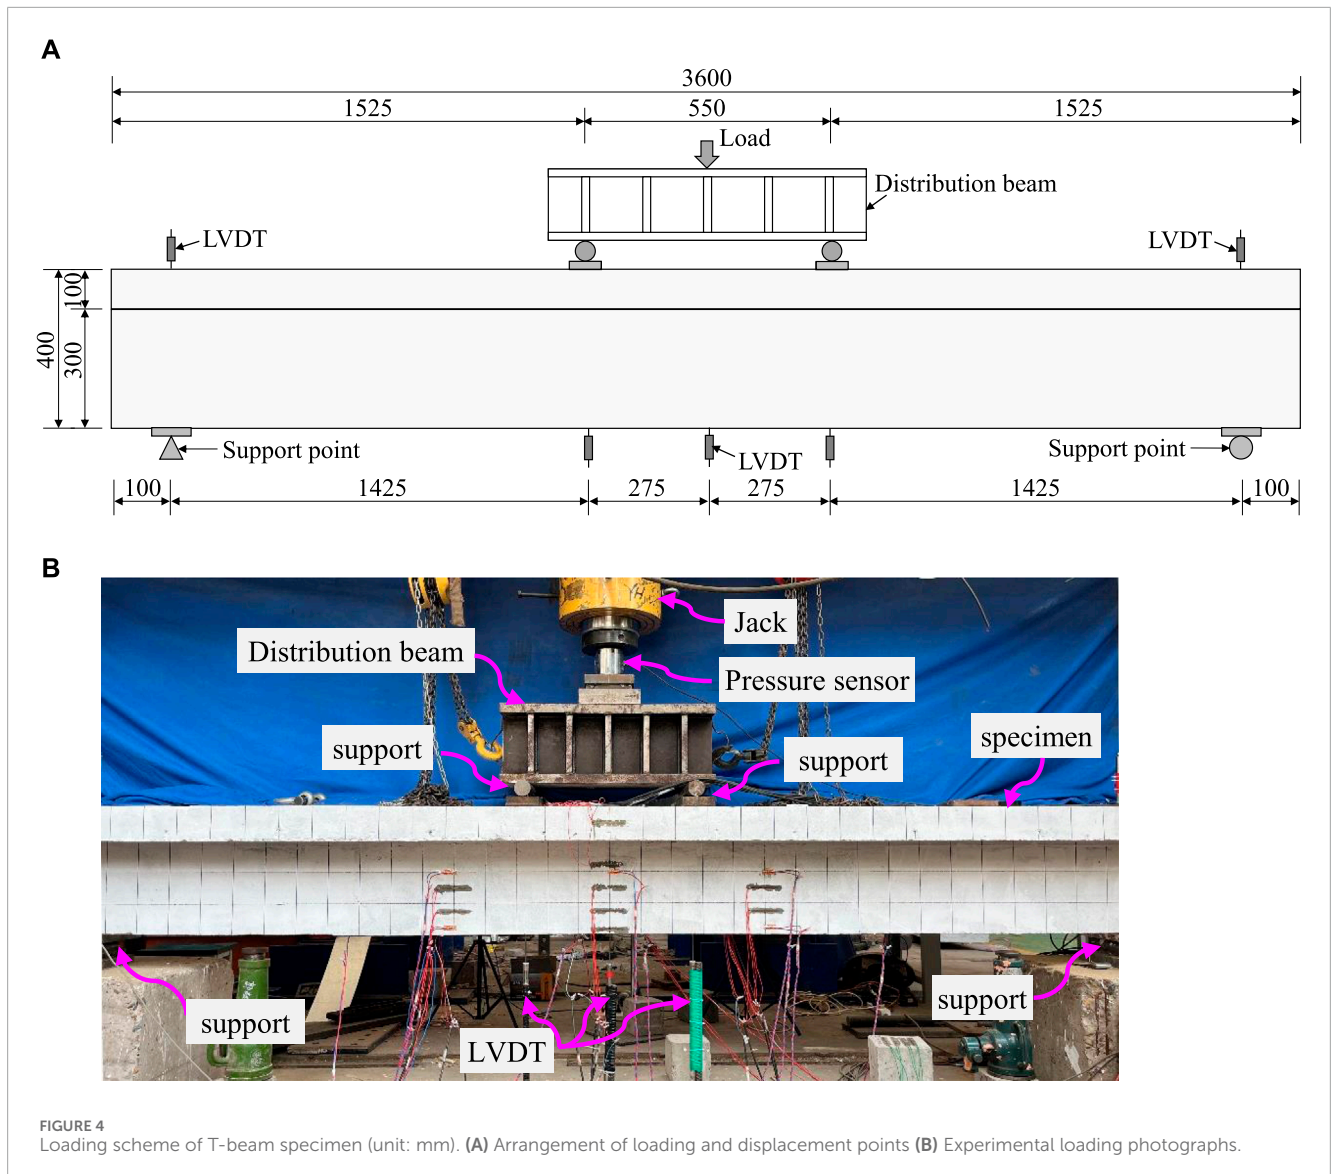 A
3600
1525 550 1525
Load
Distribution beam
LVDT
LVDT
100
400
300
Support point
LVDT
Support point
100 1425 275 275 1425 100
B
Jack
Distribution beam
Pressure sensor
support
support
specimen
support
LVDT
support
FIGURE 4
Loading scheme of T-beam specimen (unit: mm). (A) Arrangement of loading and displacement points (B) Experimental loading photographs.